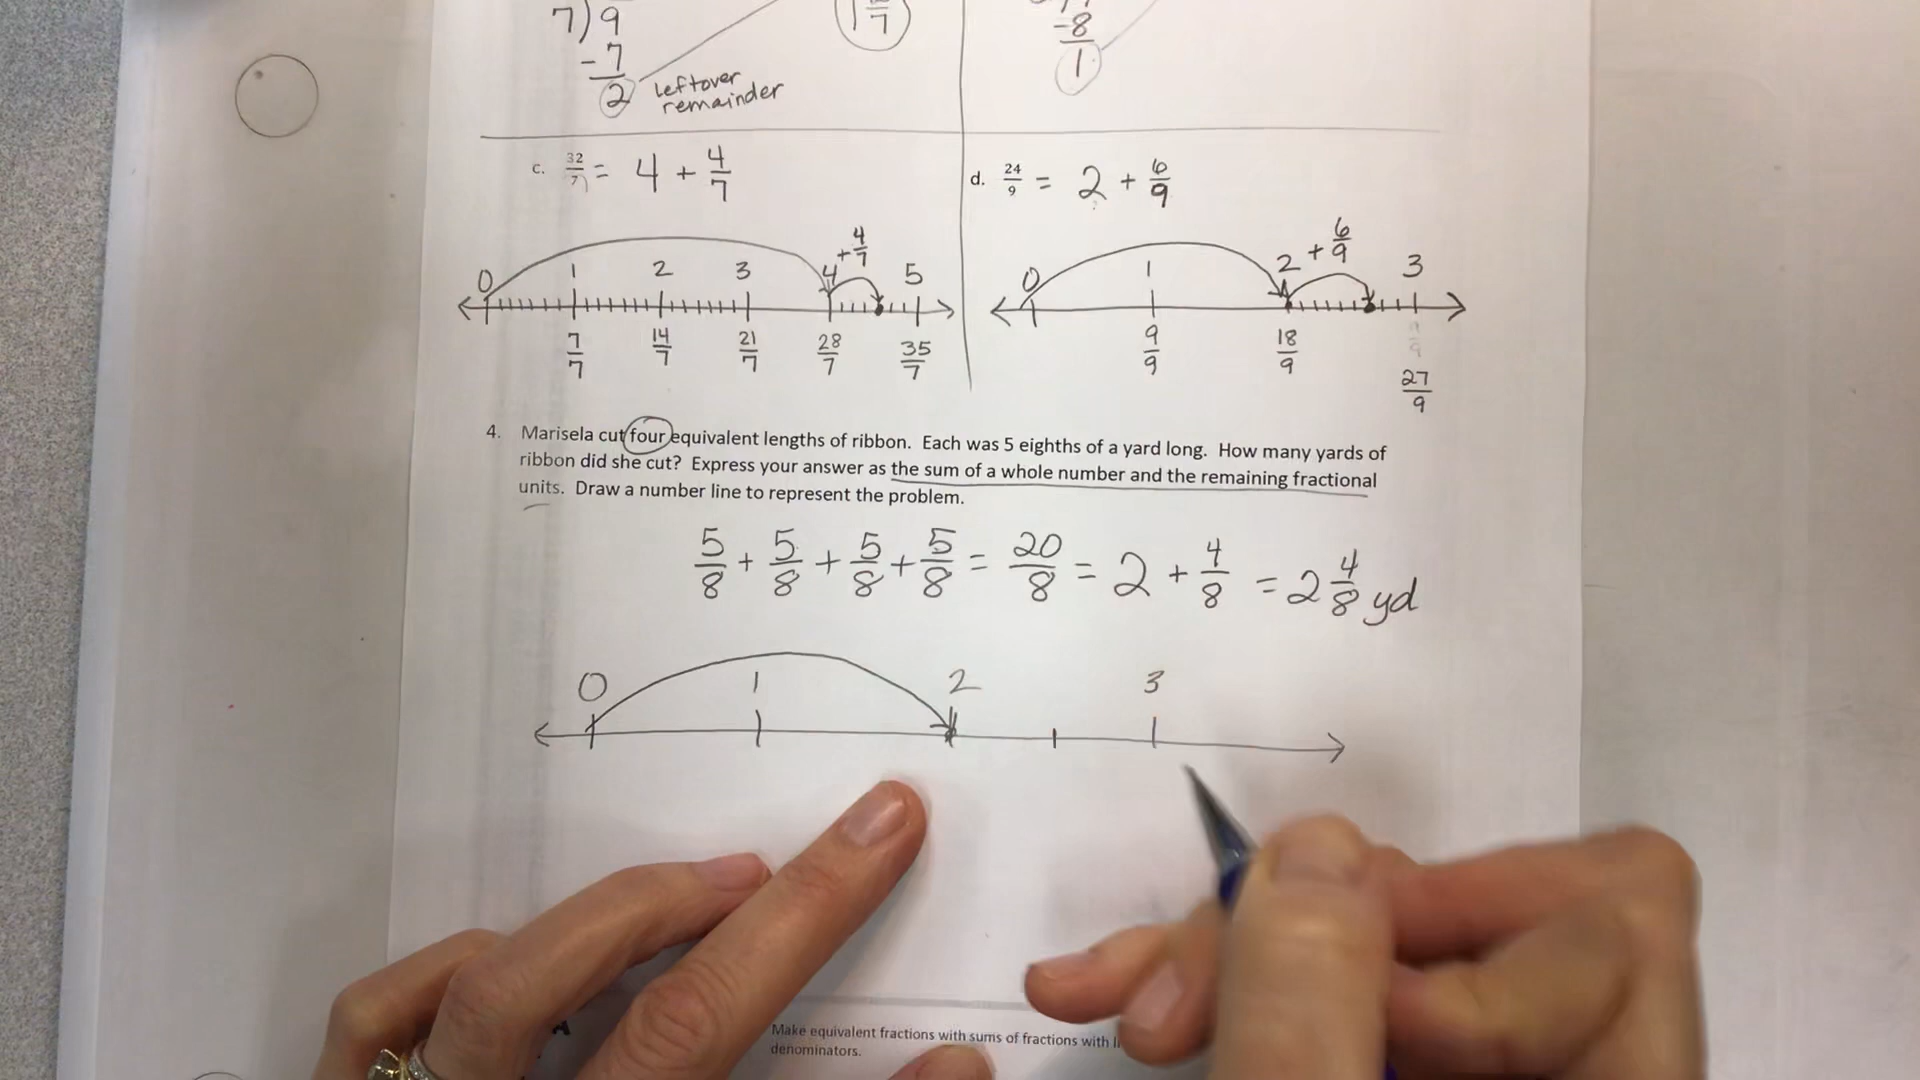 7)9
-7
2 leftover
remainder
-8
1
c. 32/7 = 4 + 4/7
0 1 2 3 4 +4/7 5
7/7 14/7 21/7 28/7 35/7
d. 24/9 = 2 + 6/9
0 1 2 +6/9 3
9/9 18/9 27/9
4. Marisela cut four equivalent lengths of ribbon. Each was 5 eighths of a yard long. How many yards of
ribbon did she cut? Express your answer as the sum of a whole number and the remaining fractional
units. Draw a number line to represent the problem.
5/8 + 5/8 + 5/8 + 5/8 = 20/8 = 2 + 4/8 = 2 4/8 yd
0 1 2 3
Make equivalent fractions with sums of fractions with
denominators.